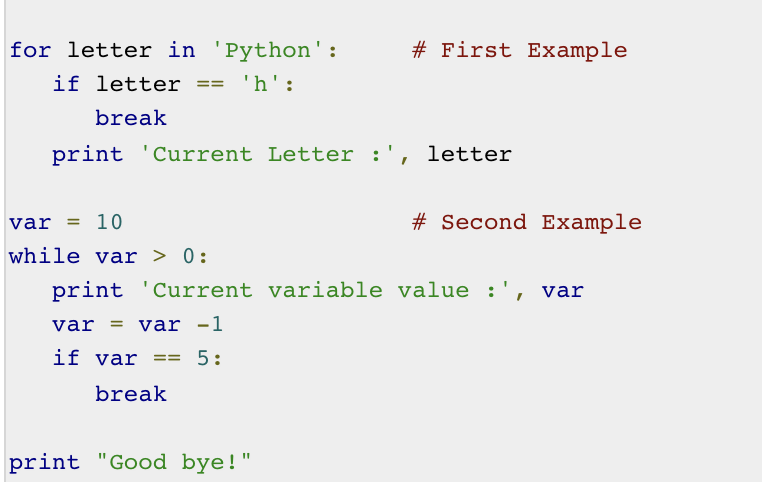 for letter in 'Python':     # First Example
   if letter == 'h':
      break
   print 'Current Letter :', letter

var = 10                    # Second Example
while var > 0:
   print 'Current variable value :', var
   var = var -1
   if var == 5:
      break

print "Good bye!"